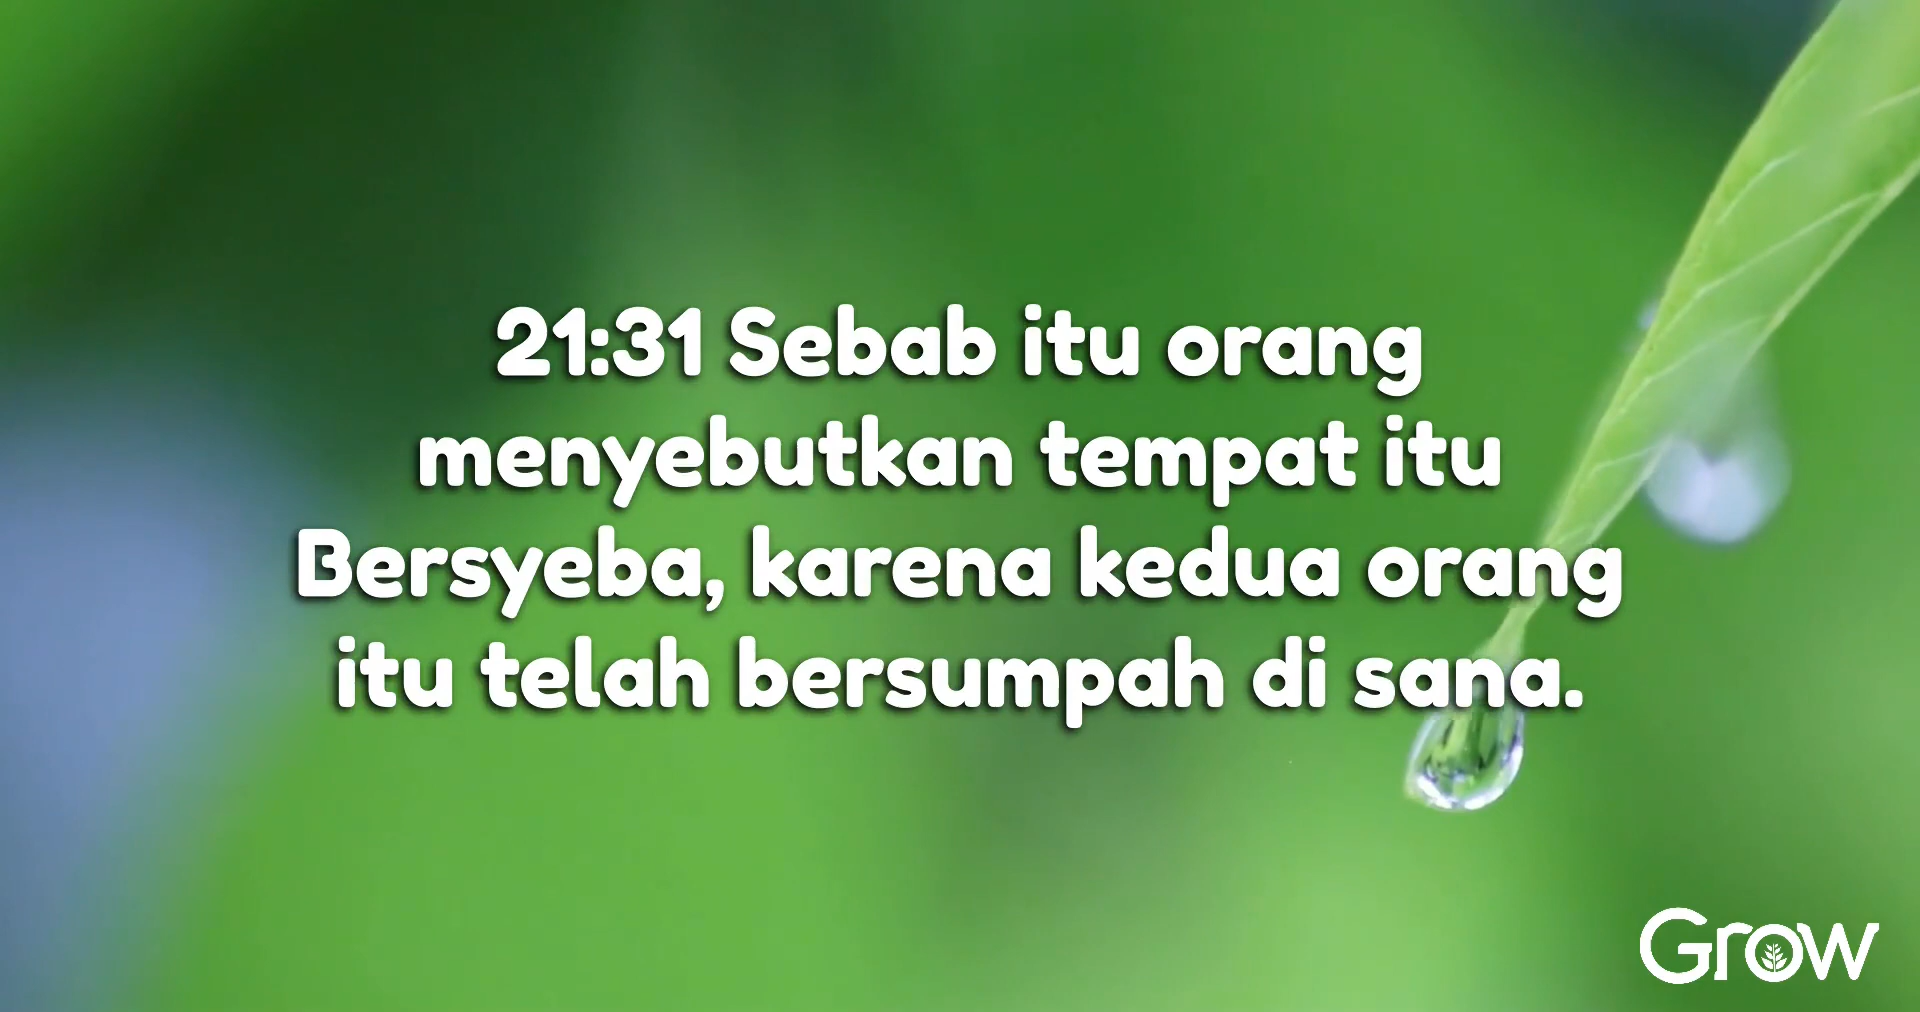 21:31 Sebab itu orang
menyebutkan tempat itu
Bersyeba, karena kedua orang
itu telah bersumpah di sana.
Grow